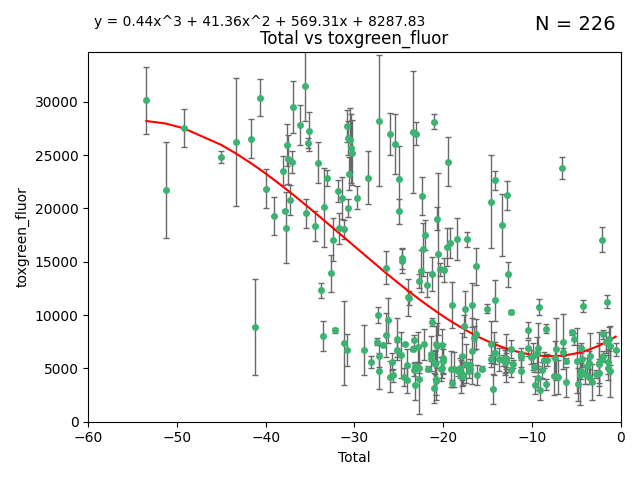 y = 0.44x^3 + 41.36x^2 + 569.31x + 8287.83
N = 226
Total vs toxgreen_fluor
toxgreen_fluor
30000
25000
20000
15000
10000
5000
0
−60
−50
−40
−30
−20
−10
0
Total